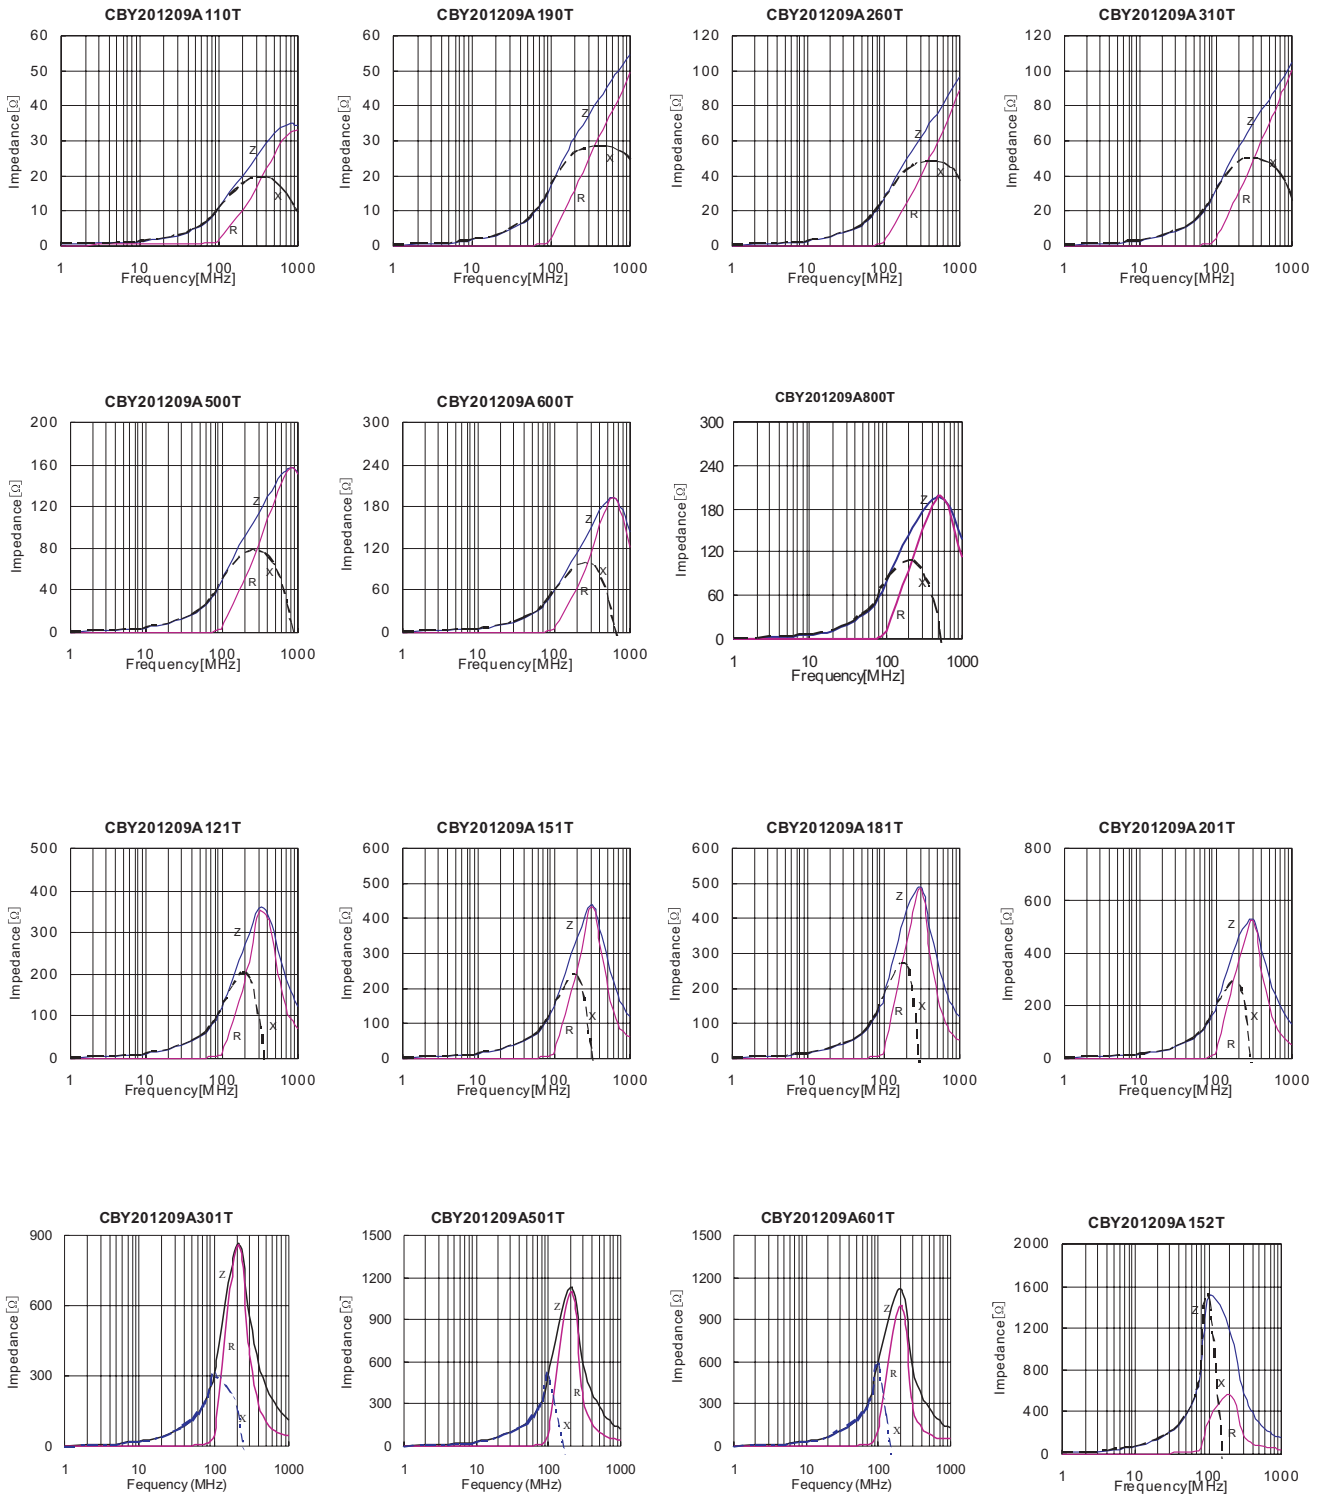 CBY201209A110T
60
50
40
30
20
10
0
Impedance[Ω]
Z
X
R
1 10 100 1000
Frequency[MHz]
CBY201209A190T
60
50
40
30
20
10
0
Impedance[Ω]
Z
X
R
1 10 100 1000
Frequency[MHz]
CBY201209A260T
120
100
80
60
40
20
0
Impedance[Ω]
Z
X
R
1 10 100 1000
Frequency[MHz]
CBY201209A310T
120
100
80
60
40
20
0
Impedance[Ω]
Z
X
R
1 10 100 1000
Frequency[MHz]
CBY201209A500T
200
160
120
80
40
0
Impedance[Ω]
Z
X
R
1 10 100 1000
Frequency[MHz]
CBY201209A600T
300
240
180
120
60
0
Impedance[Ω]
Z
X
R
1 10 100 1000
Frequency[MHz]
CBY201209A800T
300
240
180
120
60
0
Impedance[Ω]
Z
X
R
1 10 100 1000
Frequency[MHz]
CBY201209A121T
500
400
300
200
100
0
Impedance[Ω]
Z
X
R
1 10 100 1000
Frequency[MHz]
CBY201209A151T
600
500
400
300
200
100
0
Impedance[Ω]
Z
X
R
1 10 100 1000
Frequency[MHz]
CBY201209A181T
600
500
400
300
200
100
0
Impedance[Ω]
Z
X
R
1 10 100 1000
Frequency[MHz]
CBY201209A201T
800
600
400
200
0
Impedance[Ω]
Z
X
R
1 10 100 1000
Frequency[MHz]
CBY201209A301T
900
600
300
0
Impedance[Ω]
Z
R
X
1 10 100 1000
Fequency(MHz)
CBY201209A501T
1500
1200
900
600
300
0
Impedance[Ω]
Z
R
X
1 10 100 1000
Fequency(MHz)
CBY201209A601T
1500
1200
900
600
300
0
Impedance[Ω]
Z
R
X
1 10 100 1000
Fequency(MHz)
CBY201209A152T
2000
1600
1200
800
400
0
Impedance[Ω]
Z
X
R
1 10 100 1000
Frequency[MHz]